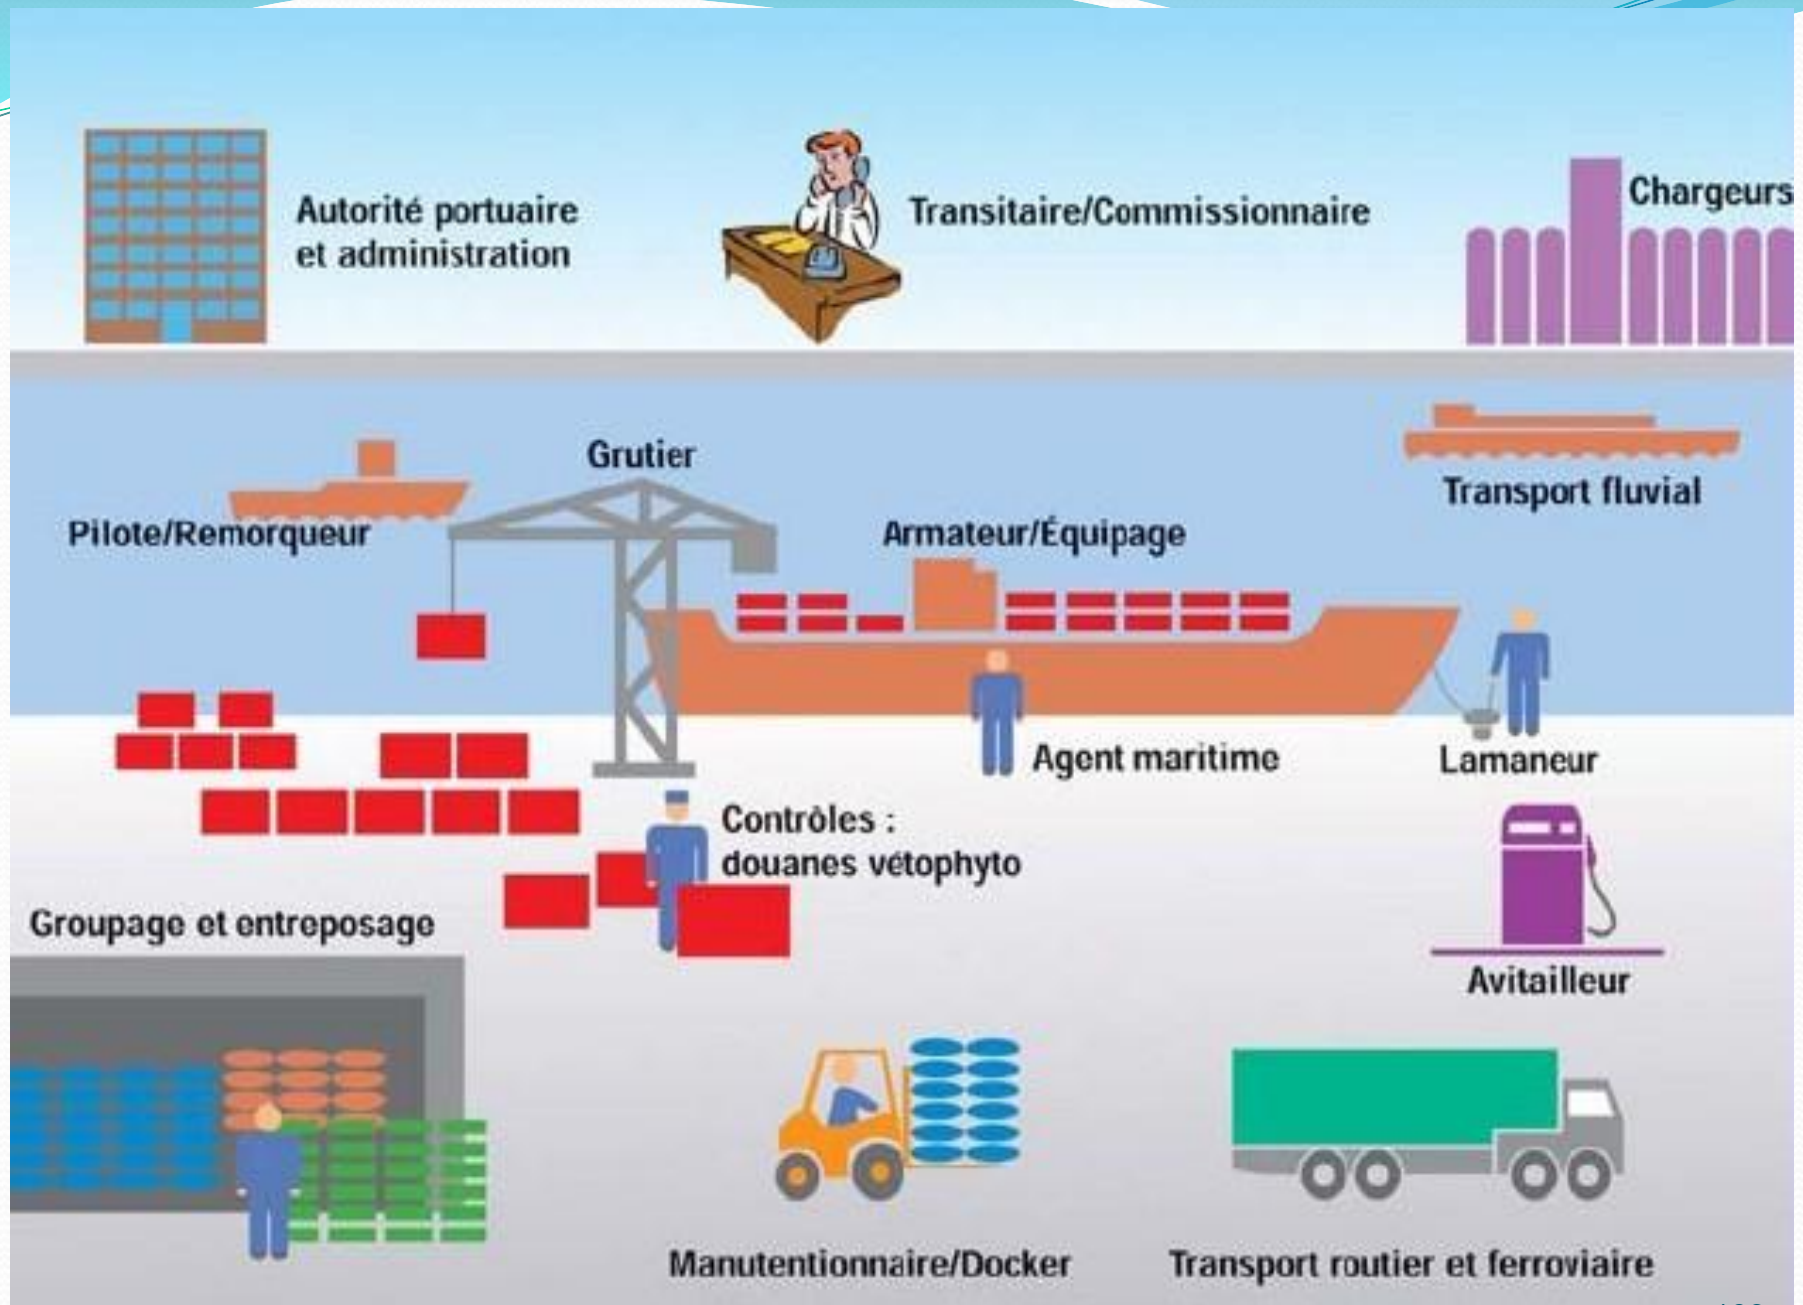 Autorité portuaire
et administration
Transitaire/Commissionnaire
Chargeurs
Grutier
Transport fluvial
Pilote/Remorqueur
Armateur/Équipage
Agent maritime
Lamaneur
Contrôles :
douanes vétophyto
Groupage et entreposage
Avitailleur
Manutentionnaire/Docker
Transport routier et ferroviaire